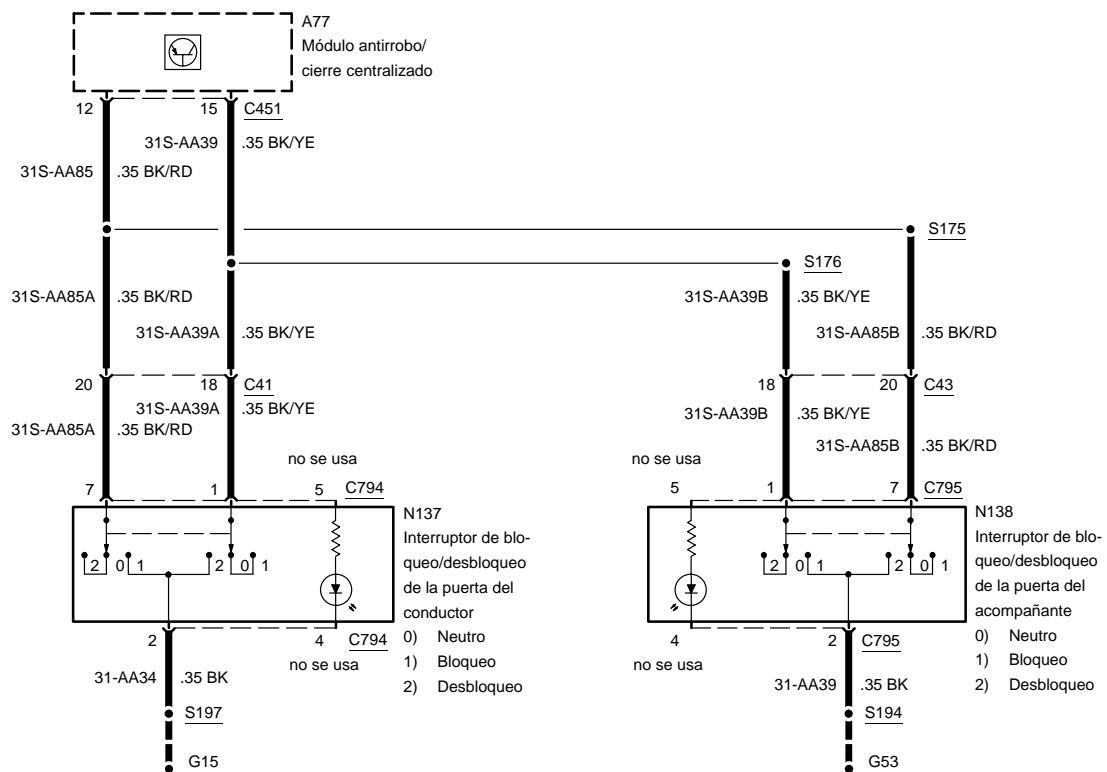 A77
Módulo antirrobo/
cierre centralizado
12 15 C451
31S-AA39 .35 BK/YE
31S-AA85 .35 BK/RD
S175
S176
31S-AA85A .35 BK/RD
31S-AA39B .35 BK/YE
31S-AA39A .35 BK/YE
31S-AA85B .35 BK/RD
20 18 C41
18 20 C43
31S-AA39A .35 BK/YE
31S-AA39B .35 BK/YE
31S-AA85A .35 BK/RD
31S-AA85B .35 BK/RD
no se usa
no se usa
7 1 5 C794
5 1 7 C795
N137
Interruptor de blo-
queo/desbloqueo
de la puerta del
conductor
0) Neutro
1) Bloqueo
2) Desbloqueo
2 0 1 2 0 1
N138
Interruptor de blo-
queo/desbloqueo
de la puerta del
acompañante
0) Neutro
1) Bloqueo
2) Desbloqueo
2 0 1 2 0 1
2 4 C794
no se usa
4 2 C795
no se usa
31-AA34 .35 BK
31-AA39 .35 BK
S197
S194
G15
G53